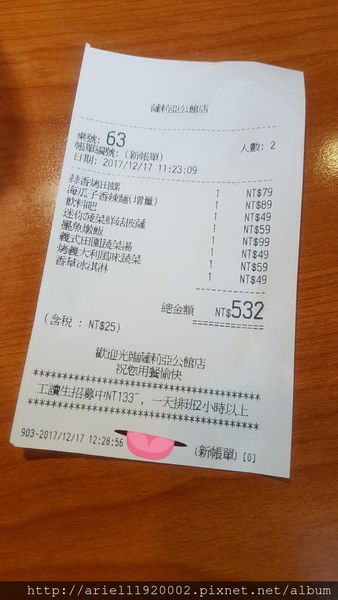 薩莉亞公館店
桌號: 63 人數: 2
帳單編號: (新帳單)
日期: 2017/12/17 11:23:09
蒜香烤田螺 1 NT$79
海瓜子香辣麵(增量) 1 NT$89
飲料吧 1 NT$49
迷你菠菜鮮菇披薩 1 NT$59
墨魚燉飯 1 NT$99
義式田園蔬菜湯 1 NT$49
烤義大利風味蔬菜 1 NT$59
香草冰淇淋 1 NT$49
總金額 NT$532
(含稅 : NT$25)
歡迎光臨薩莉亞公館店
祝您用餐愉快
工讀生招募中NT133~，一天排班2小時以上
903-2017/12/17 12:28:56 (新帳單) [0]
http://ariel11920002.pixnet.net/album